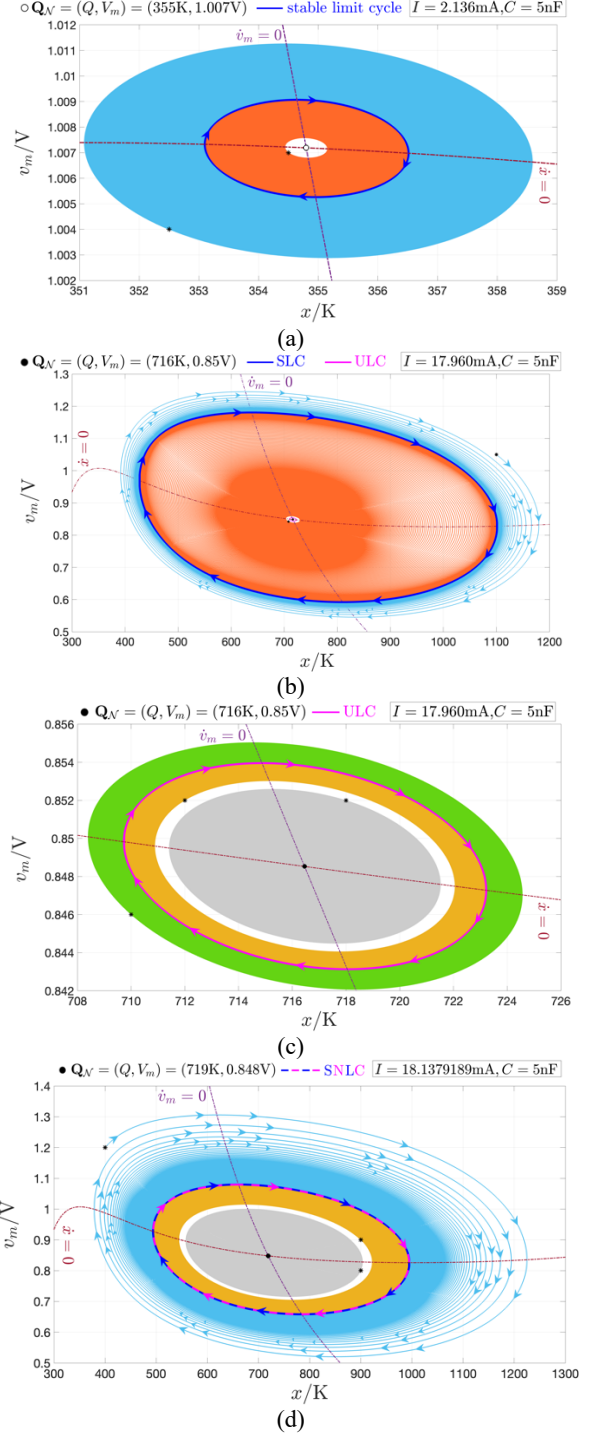 ○ Q_N = (Q, V_m) = (355K, 1.007V) stable limit cycle I = 2.136mA, C = 5nF
1.012
v̇_m = 0
1.011
1.01
1.009
1.008
v_m/V
1.007
1.006
ẋ = 0
1.005
1.004
1.003
1.002
351 352 353 354 355 356 357 358 359
x/K
(a)
● Q_N = (Q, V_m) = (716K, 0.85V) SLC ULC I = 17.960mA, C = 5nF
1.3
v̇_m = 0
1.2
1.1
ẋ = 0
1
v_m/V
0.9
0.8
0.7
0.6
0.5
300 400 500 600 700 800 900 1000 1100 1200
x/K
(b)
● Q_N = (Q, V_m) = (716K, 0.85V) ULC I = 17.960mA, C = 5nF
0.856
v̇_m = 0
0.854
0.852
0.85
v_m/V
0.848
0.846
ẋ = 0
0.844
0.842
708 710 712 714 716 718 720 722 724 726
x/K
(c)
● Q_N = (Q, V_m) = (719K, 0.848V) SNLC I = 18.1379189mA, C = 5nF
1.4
v̇_m = 0
1.3
1.2
1.1
1
v_m/V
0.9
ẋ = 0
0.8
0.7
0.6
0.5
300 400 500 600 700 800 900 1000 1100 1200 1300
x/K
(d)